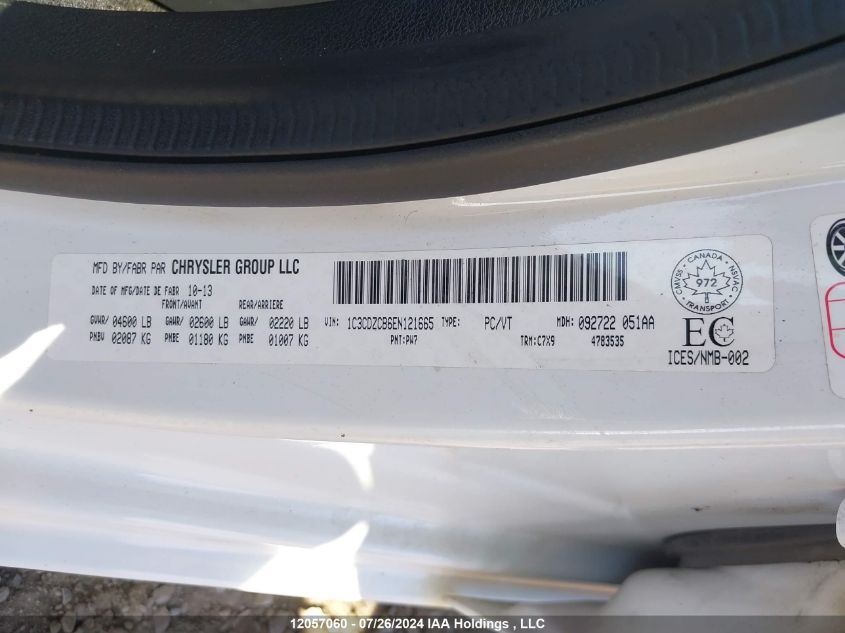 MFD BY/FABR PAR CHRYSLER GROUP LLC
DATE OF MFG/DATE DE FABR 10-13
FRONT/AVANT REAR/ARRIERE
GVWR/ 04600 LB GAWR/ 02600 LB GAWR/ 02220 LB
PNBV 02087 KG PNBE 01180 KG PNBE 01007 KG
VIN: 1C3CDZCB6EN121665 TYPE: PC/VT MDH: 092722 051AA
PNT:PW7 TRM:C7X9 4783535
CANADA
CMVSS 972 NSVAC
TRANSPORT
EC
ICES/NMB-002
12057060 - 07/26/2024 IAA Holdings , LLC